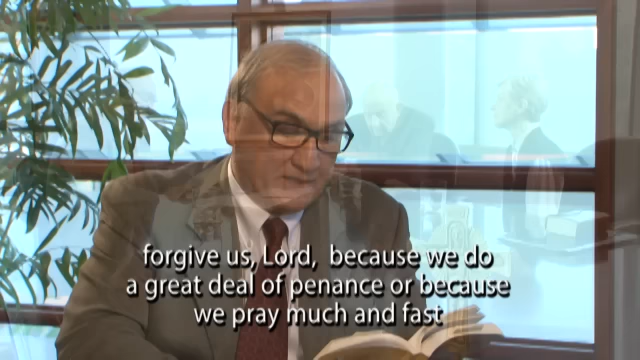 forgive us, Lord, because we do
a great deal of penance or because
we pray much and fast